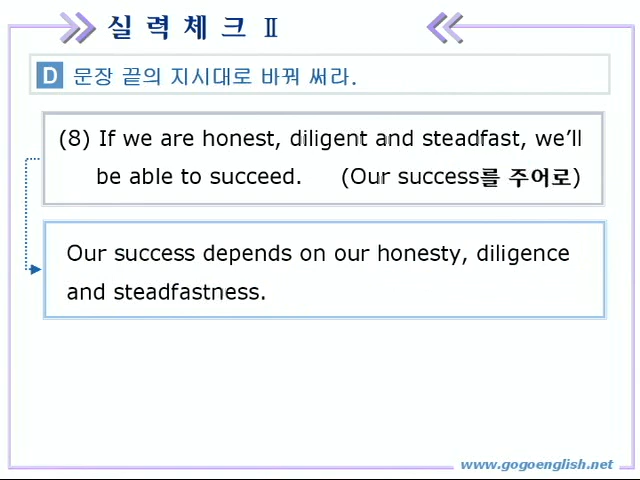 실 력 체 크 Ⅱ
D 문장 끝의 지시대로 바꿔 써라.
(8) If we are honest, diligent and steadfast, we’ll
be able to succeed. (Our success를 주어로)
Our success depends on our honesty, diligence
and steadfastness.
www.gogoenglish.net